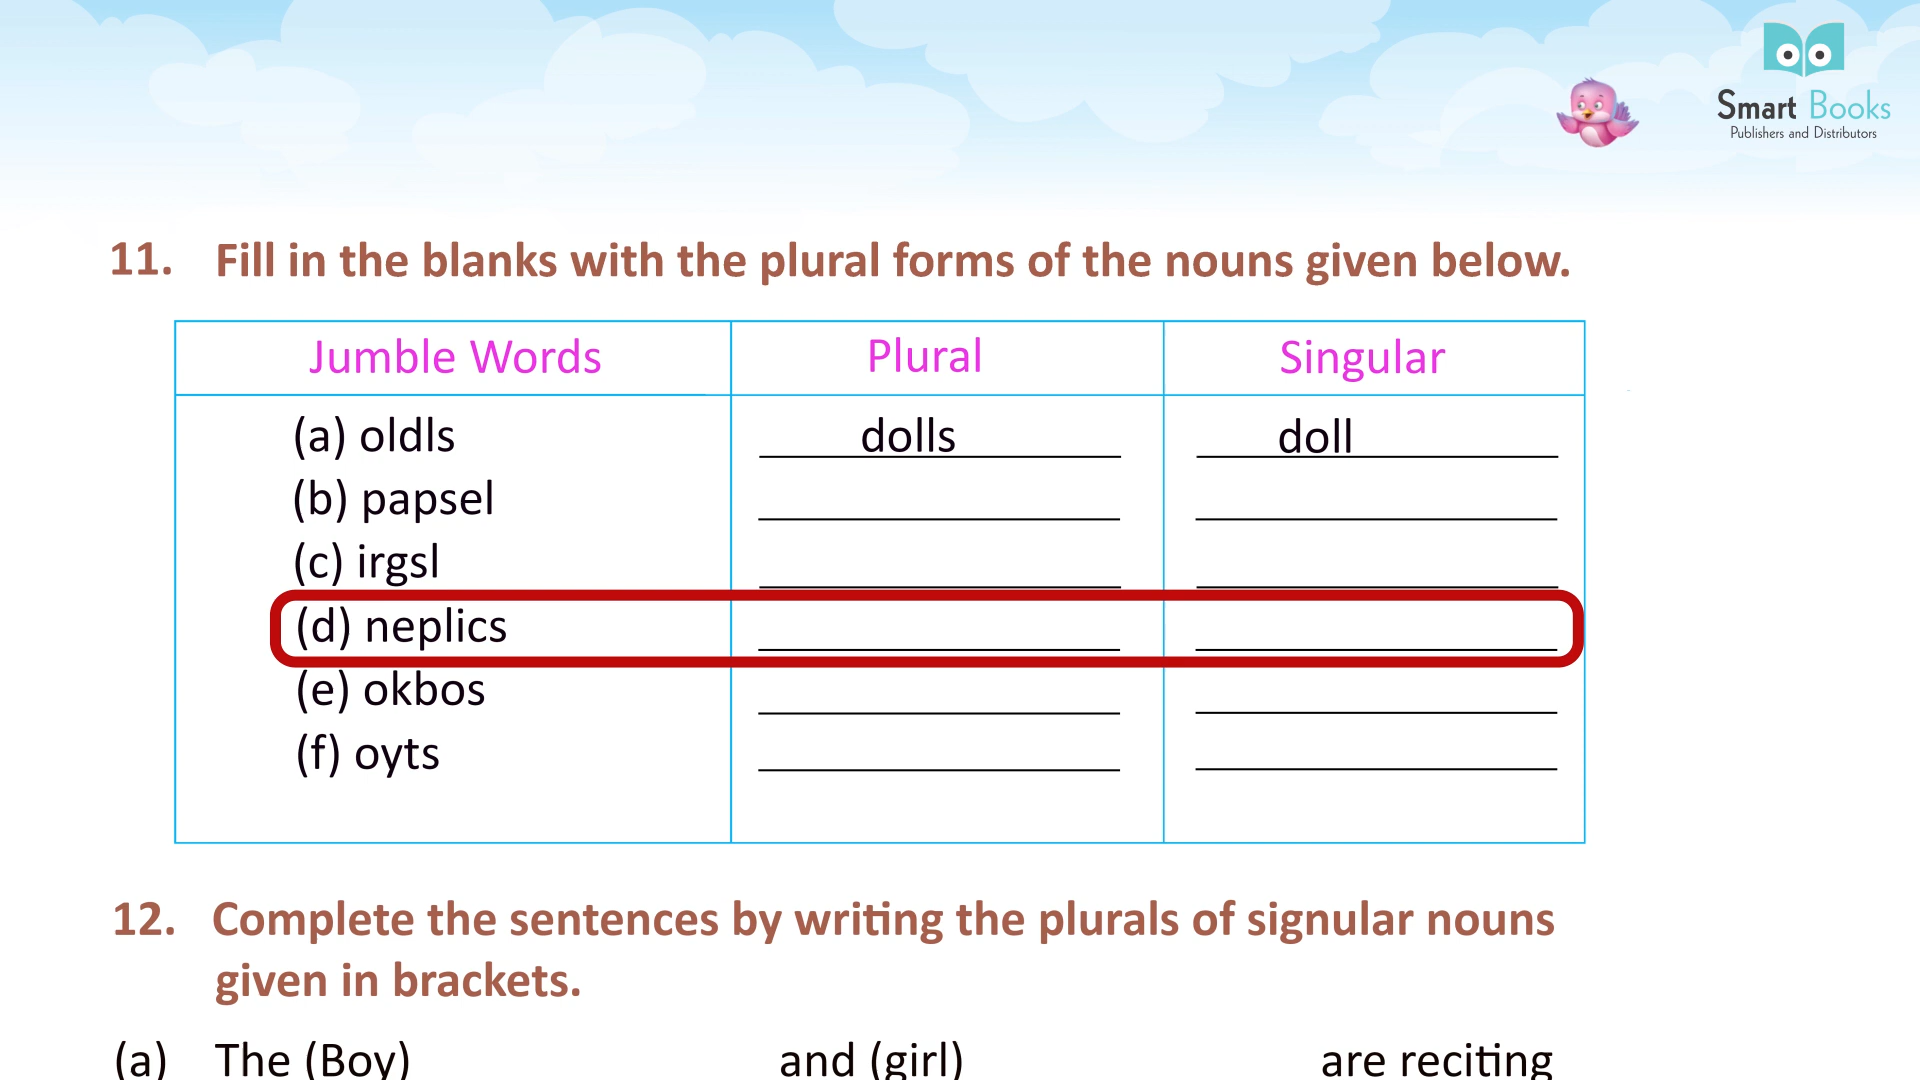 Smart Books
Publishers and Distributors
11. Fill in the blanks with the plural forms of the nouns given below.
Jumble Words Plural Singular
(a) oldls dolls doll
(b) papsel
(c) irgsl
(d) neplics
(e) okbos
(f) oyts
12. Complete the sentences by writing the plurals of signular nouns
given in brackets.
(a) The (Boy) and (girl) are reciting